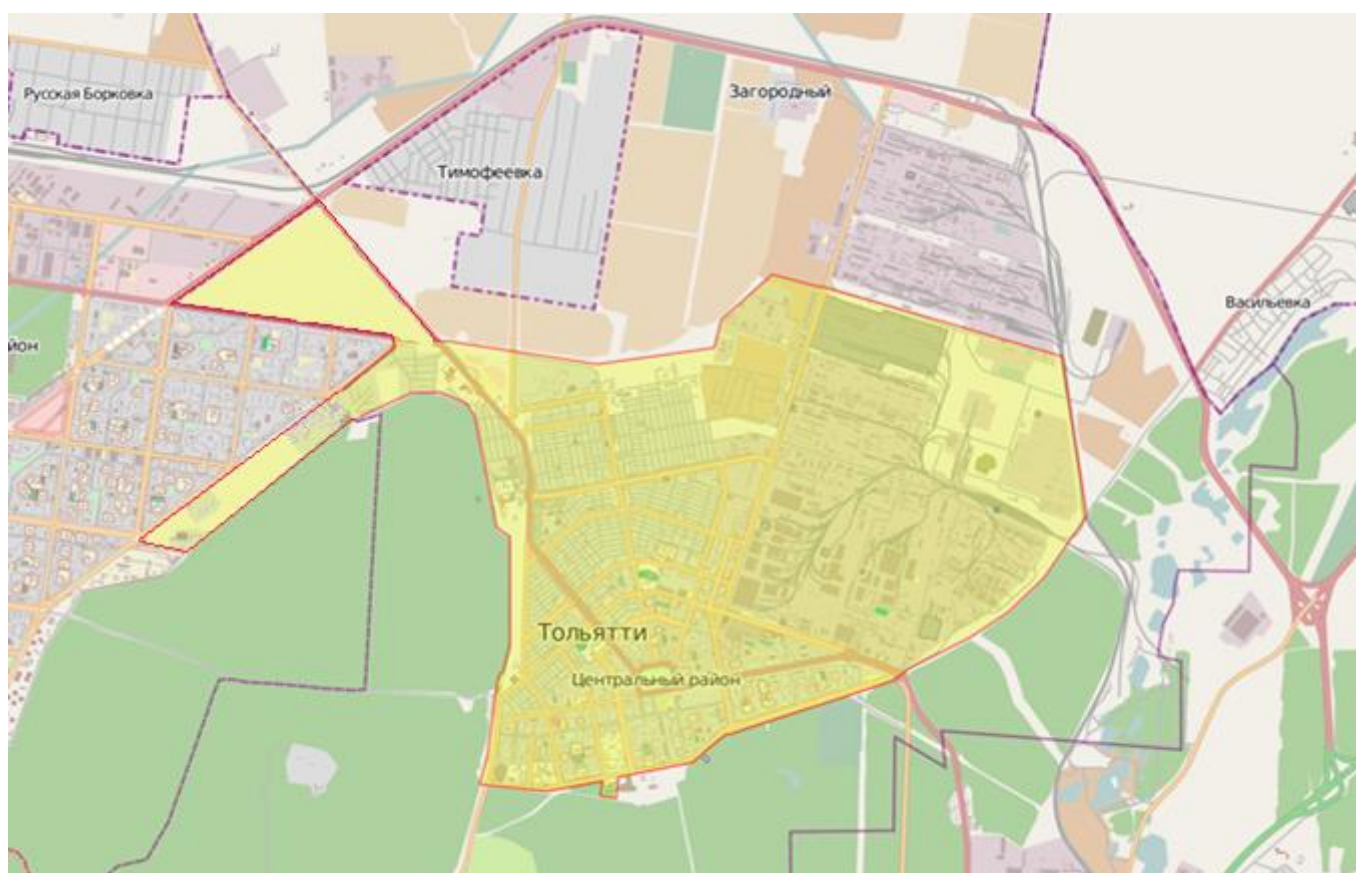 Русская Борковка
Загородный
Тимофеевка
Васильевка
йон
Тольятти
Центральный район